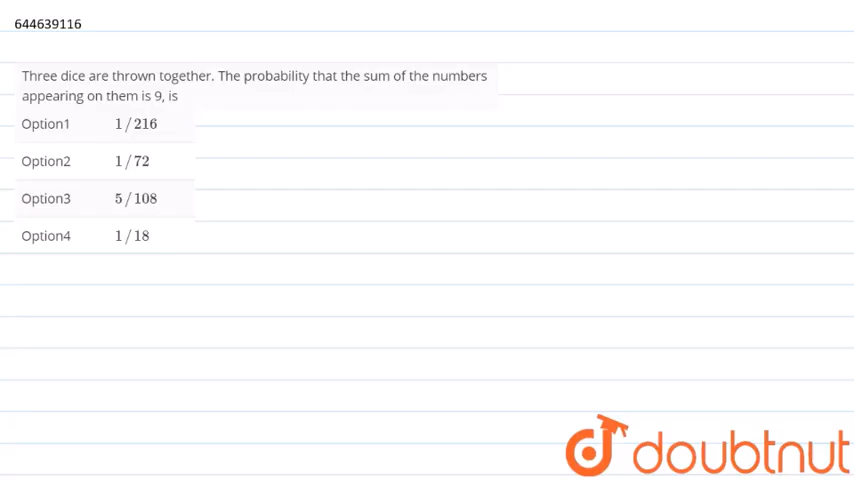 644639116
Three dice are thrown together. The probability that the sum of the numbers
appearing on them is 9, is
Option1 1/216
Option2 1/72
Option3 5/108
Option4 1/18
doubtnut